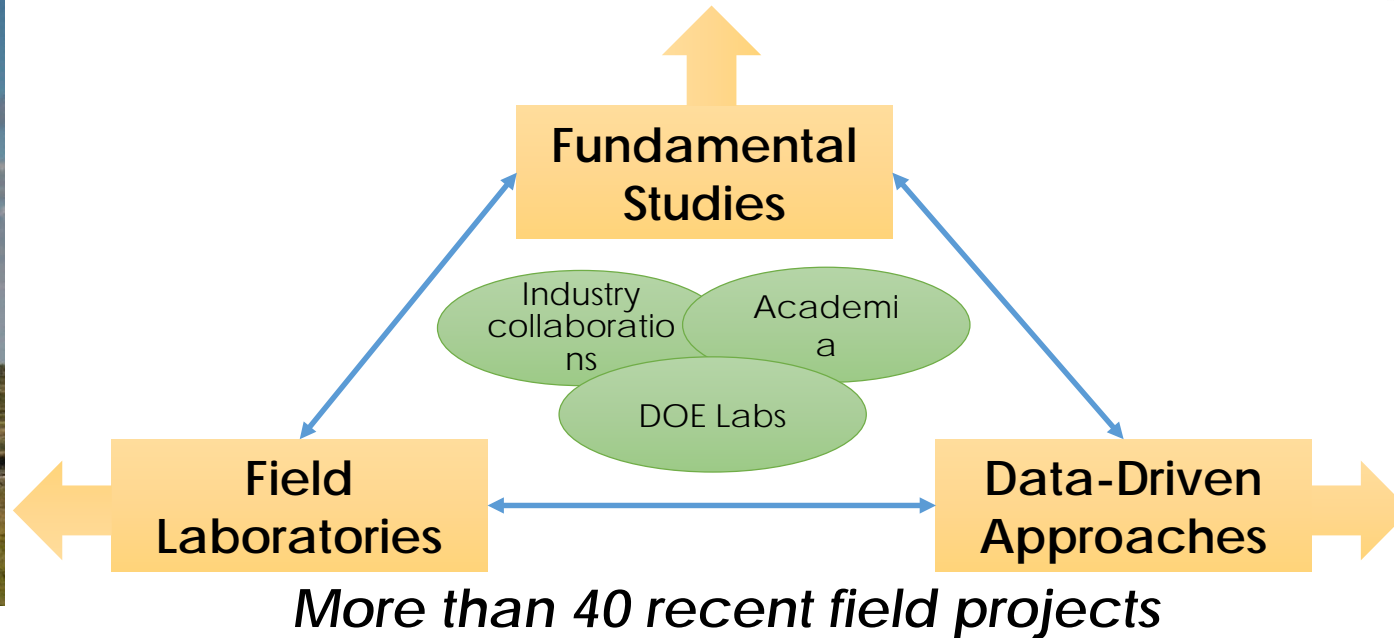 Fundamental
Studies
Industry
collaboratio
ns
Academi
a
DOE Labs
Field
Laboratories
Data-Driven
Approaches
More than 40 recent field projects